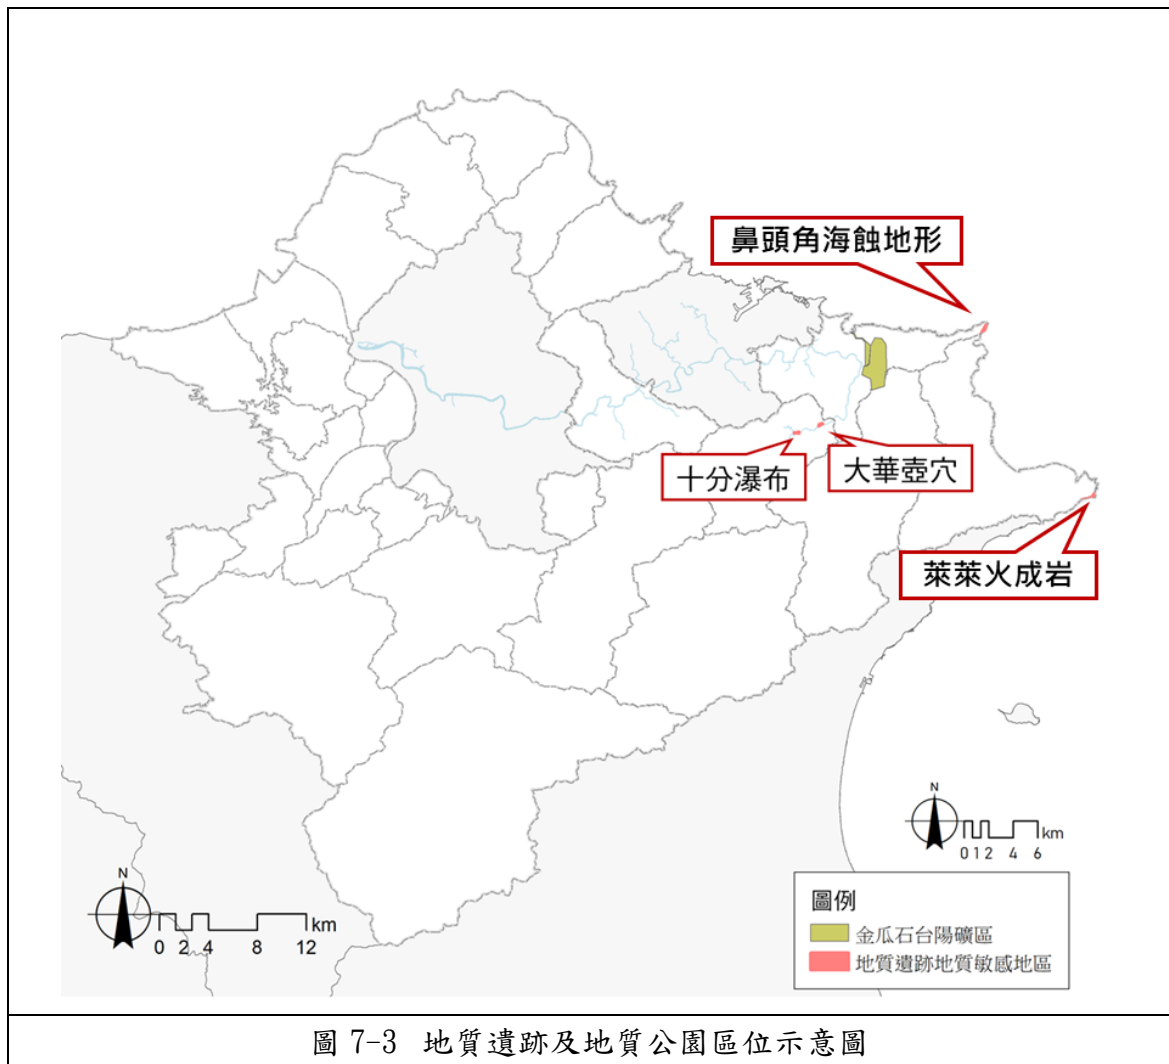 鼻頭角海蝕地形
十分瀑布
大華壺穴
萊萊火成岩
N
km
0 1 2 4 6
N
km
0 2 4 8 12
圖例
金瓜石台陽礦區
地質遺跡地質敏感地區
圖 7-3 地質遺跡及地質公園區位示意圖